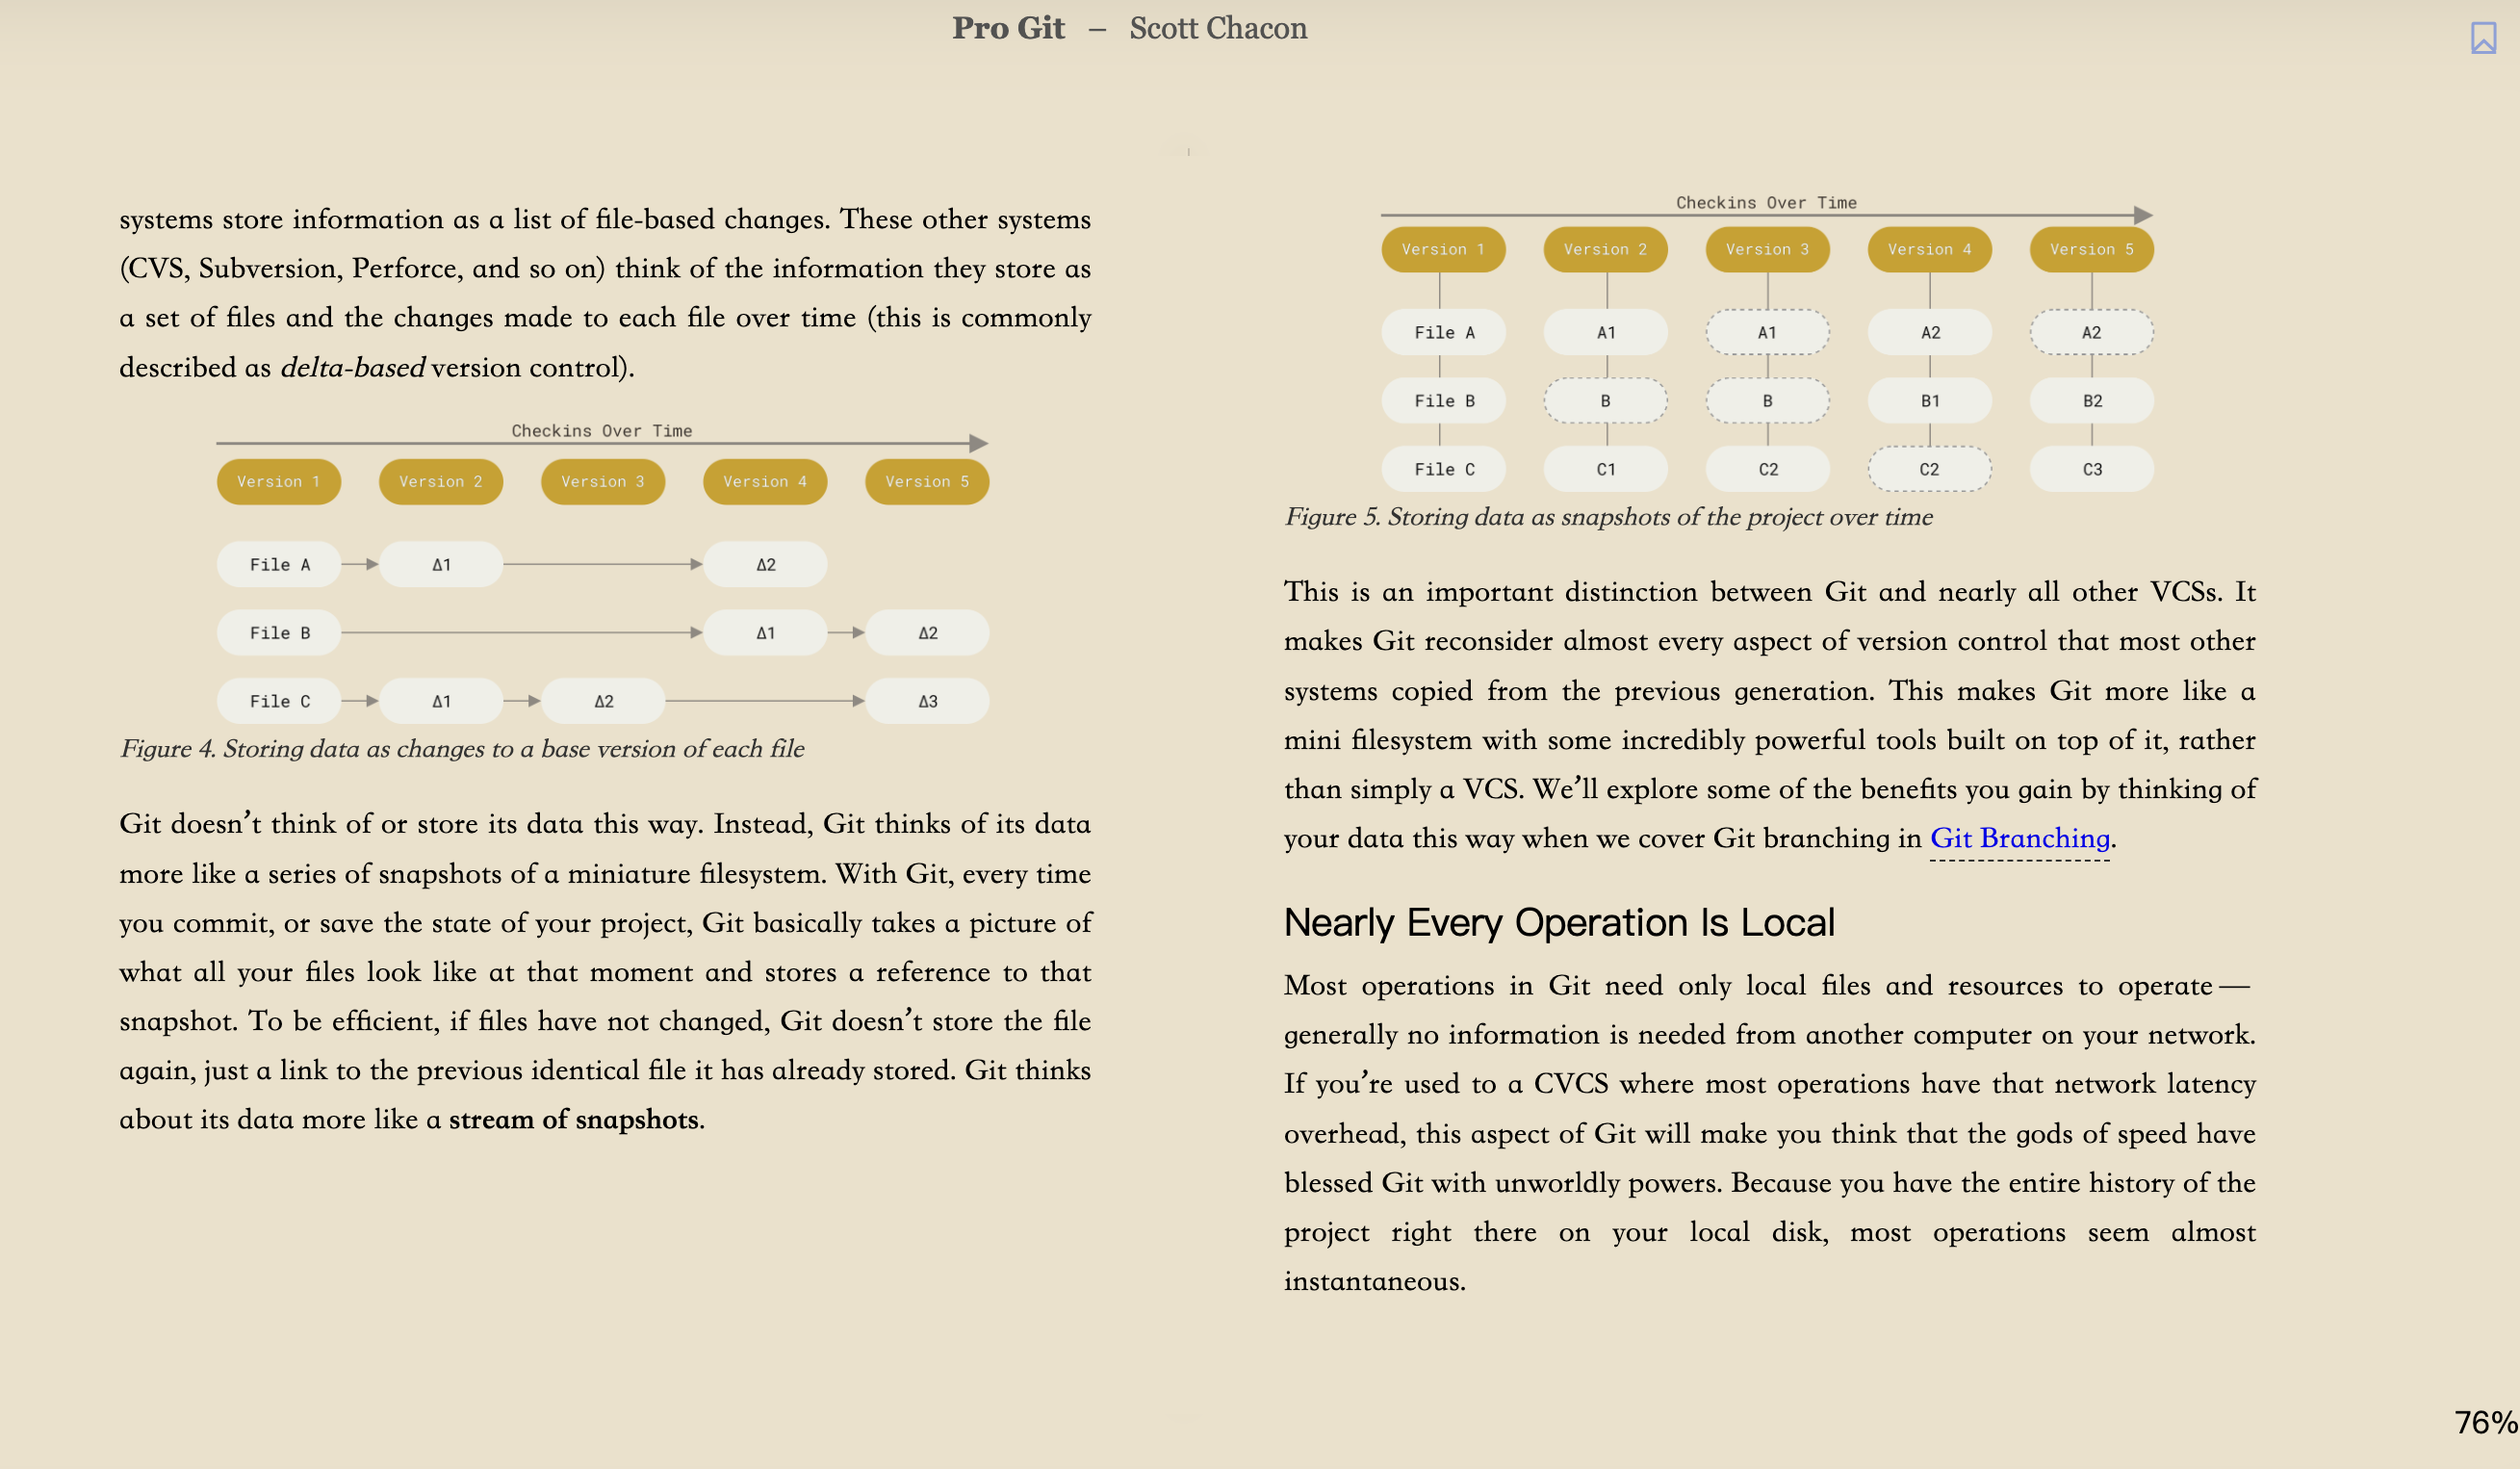 Pro Git – Scott Chacon
systems store information as a list of file-based changes. These other systems
(CVS, Subversion, Perforce, and so on) think of the information they store as
a set of files and the changes made to each file over time (this is commonly
described as delta-based version control).
Checkins Over Time
Version 1 Version 2 Version 3 Version 4 Version 5
File A Δ1 Δ2
File B Δ1 Δ2
File C Δ1 Δ2 Δ3
Figure 4. Storing data as changes to a base version of each file
Git doesn’t think of or store its data this way. Instead, Git thinks of its data
more like a series of snapshots of a miniature filesystem. With Git, every time
you commit, or save the state of your project, Git basically takes a picture of
what all your files look like at that moment and stores a reference to that
snapshot. To be efficient, if files have not changed, Git doesn’t store the file
again, just a link to the previous identical file it has already stored. Git thinks
about its data more like a stream of snapshots.
Checkins Over Time
Version 1 Version 2 Version 3 Version 4 Version 5
File A A1 A1 A2 A2
File B B B B1 B2
File C C1 C2 C2 C3
Figure 5. Storing data as snapshots of the project over time
This is an important distinction between Git and nearly all other VCSs. It
makes Git reconsider almost every aspect of version control that most other
systems copied from the previous generation. This makes Git more like a
mini filesystem with some incredibly powerful tools built on top of it, rather
than simply a VCS. We’ll explore some of the benefits you gain by thinking of
your data this way when we cover Git branching in Git Branching.
Nearly Every Operation Is Local
Most operations in Git need only local files and resources to operate —
generally no information is needed from another computer on your network.
If you’re used to a CVCS where most operations have that network latency
overhead, this aspect of Git will make you think that the gods of speed have
blessed Git with unworldly powers. Because you have the entire history of the
project right there on your local disk, most operations seem almost
instantaneous.
76%